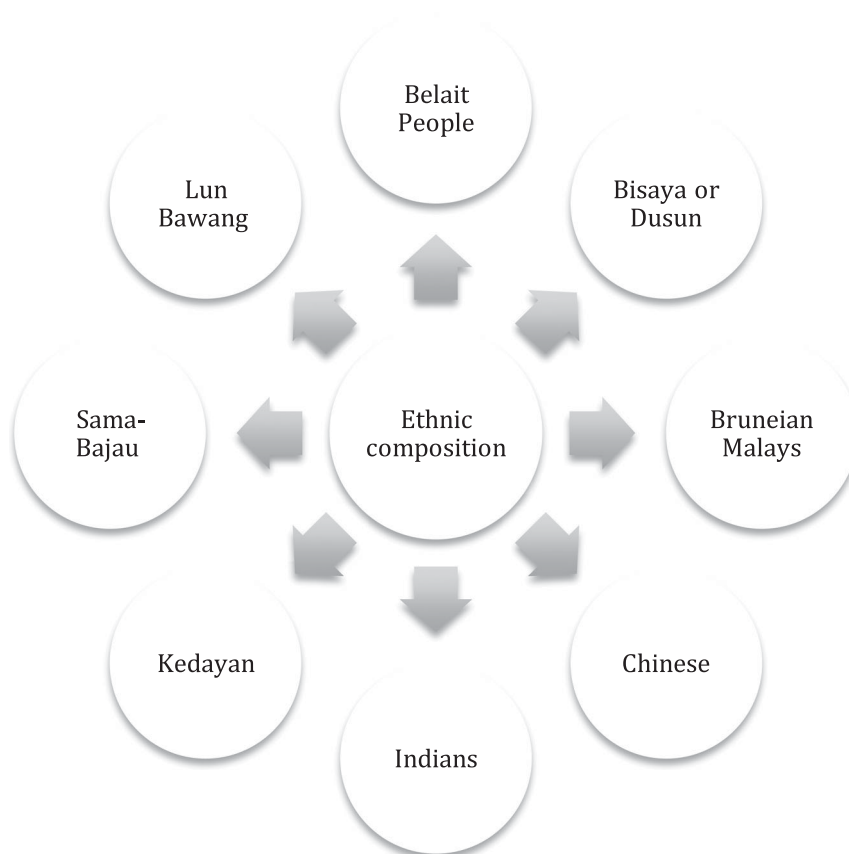 Belait
People
Lun
Bawang
Bisaya or
Dusun
Sama-
Bajau
Ethnic
composition
Bruneian
Malays
Kedayan
Chinese
Indians